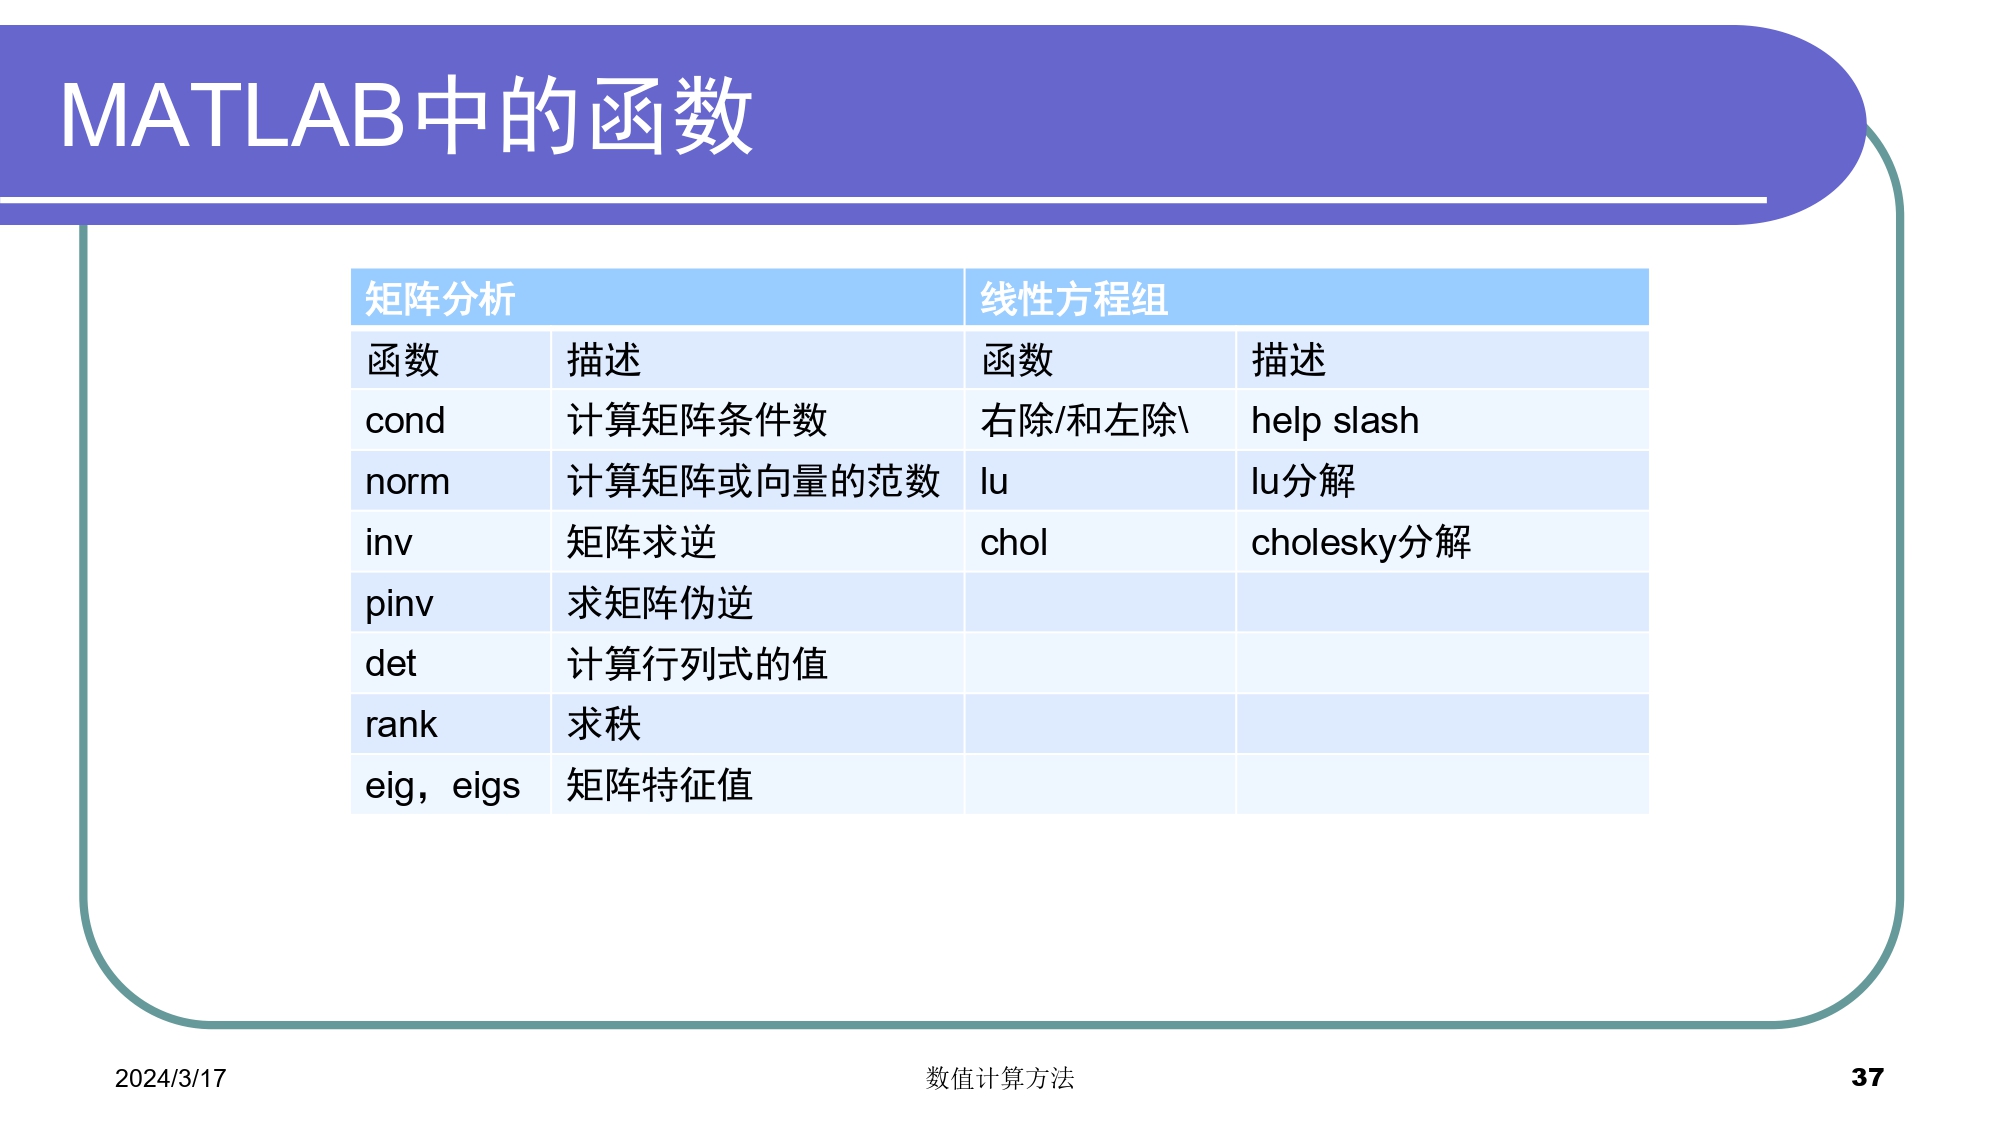 MATLAB中的函数
矩阵分析 线性方程组
函数 描述 函数 描述
cond 计算矩阵条件数 右除/和左除\ help slash
norm 计算矩阵或向量的范数 lu lu分解
inv 矩阵求逆 chol cholesky分解
pinv 求矩阵伪逆
det 计算行列式的值
rank 求秩
eig，eigs 矩阵特征值
2024/3/17 数值计算方法 37